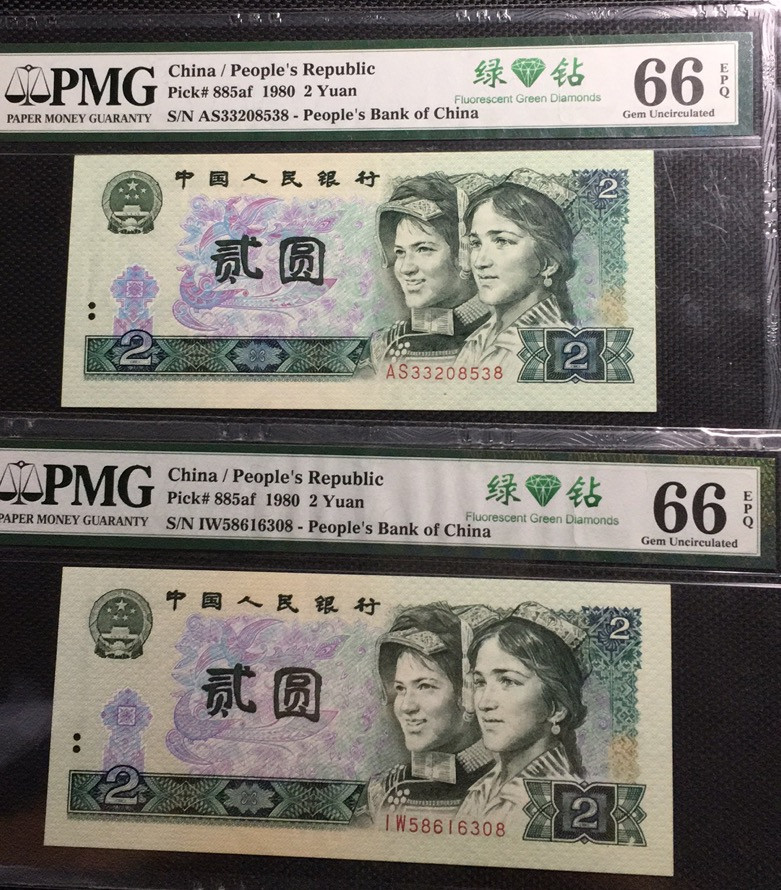 PMG
PAPER MONEY GUARANTY
China / People's Republic
Pick# 885af 1980 2 Yuan
S/N AS33208538 - People's Bank of China
绿 钻
Fluorescent Green Diamonds
66 EPQ
Gem Uncirculated
中国人民银行
2
贰圆
2
2
AS33208538
PMG
PAPER MONEY GUARANTY
China / People's Republic
Pick# 885af 1980 2 Yuan
S/N IW58616308 - People's Bank of China
绿 钻
Fluorescent Green Diamonds
66 EPQ
Gem Uncirculated
中国人民银行
2
贰圆
2
2
IW58616308